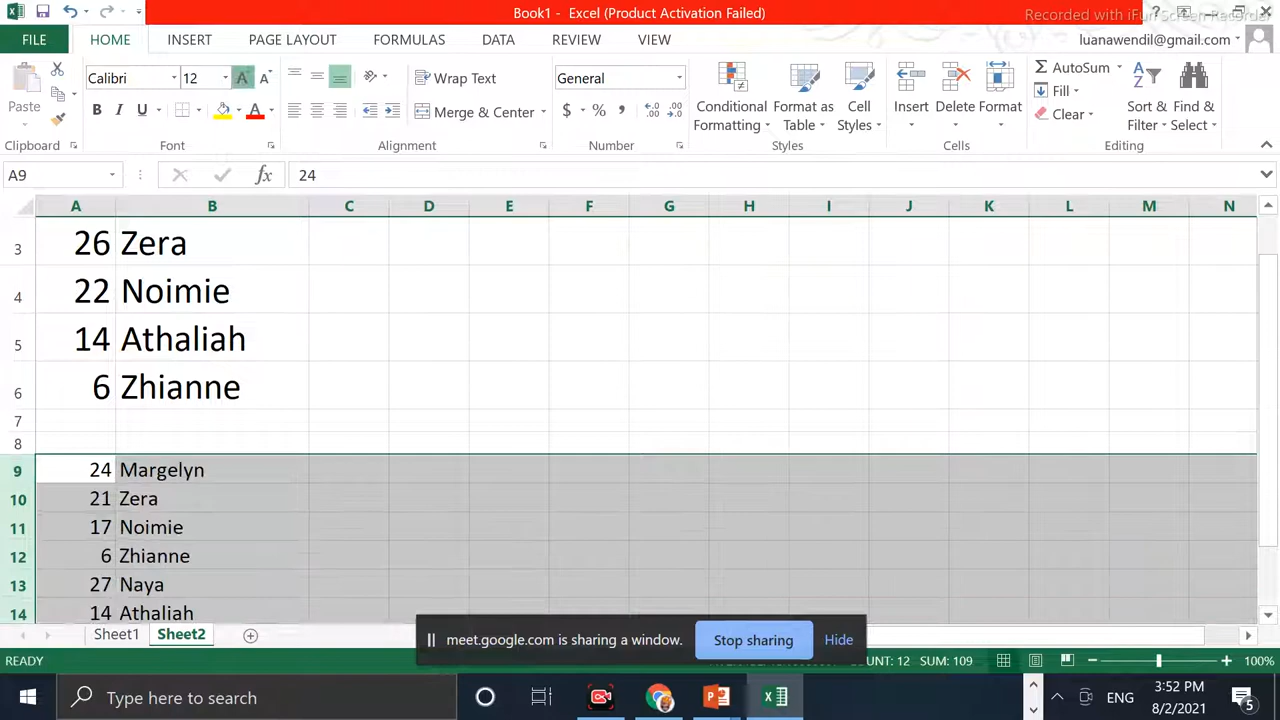 Book1 - Excel (Product Activation Failed)
Recorded with iFun Screen Recorder
FILE HOME INSERT PAGE LAYOUT FORMULAS DATA REVIEW VIEW luanawendil@gmail.com
Paste
Calibri 12
B I U
Wrap Text
Merge & Center
General
$ %
Conditional Formatting
Format as Table
Cell Styles
Insert Delete Format
AutoSum
Fill
Clear
Sort & Filter
Find & Select
Clipboard Font Alignment Number Styles Cells Editing
A9 fx 24
A B C D E F G H I J K L M N
3 26 Zera
4 22 Noimie
5 14 Athaliah
6 6 Zhianne
7
8
9 24 Margelyn
10 21 Zera
11 17 Noimie
12 6 Zhianne
13 27 Naya
14 14 Athaliah
Sheet1 Sheet2
meet.google.com is sharing a window. Stop sharing Hide
READY COUNT: 12 SUM: 109 100%
Type here to search
ENG
3:52 PM
8/2/2021
5